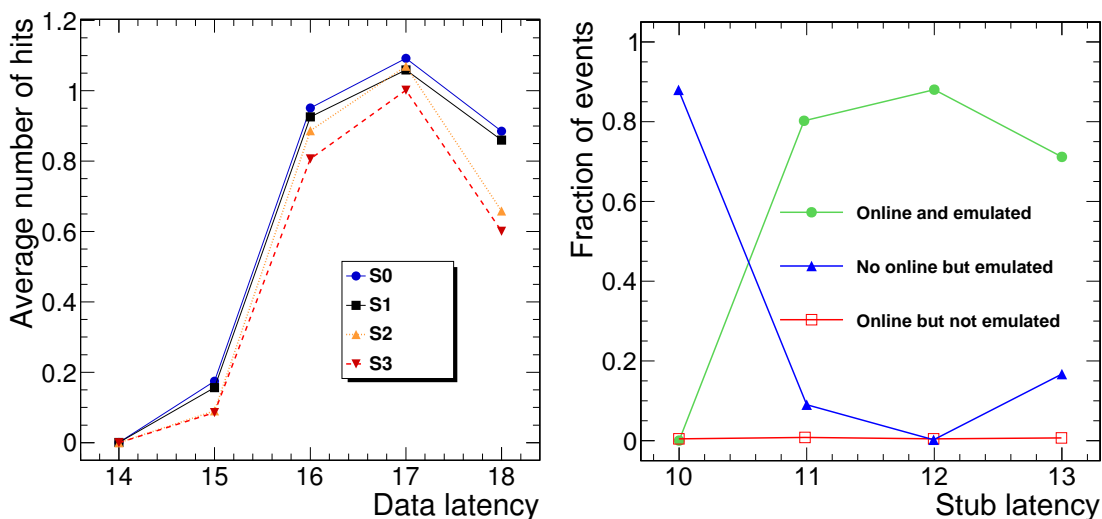 Average number of hits
1.2
1
0.8
0.6
0.4
0.2
0
S0
S1
S2
S3
14 15 16 17 18
Data latency
Fraction of events
1
0.8
0.6
0.4
0.2
0
Online and emulated
No online but emulated
Online but not emulated
10 11 12 13
Stub latency